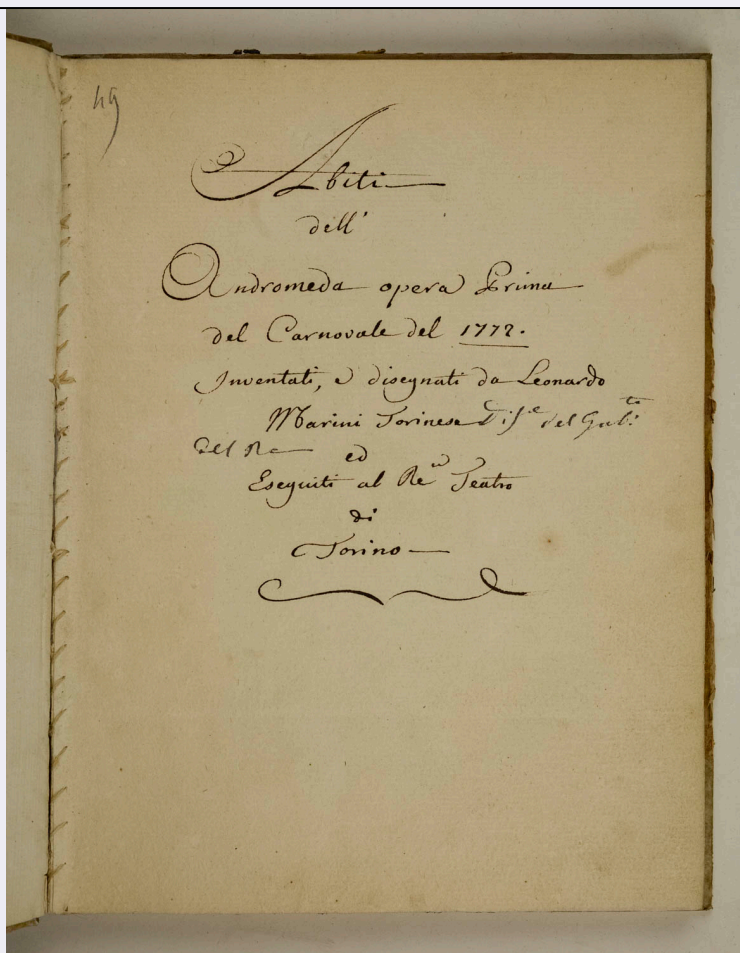 49
Abiti
dell'
Andromeda opera Prima
del Carnovale del 1772.
Inventati, e disegnati da Leonardo
Marini Torinese Dis.e del Gab.to
del Re
ed
Eseguiti al Re. Teatro
di
Torino